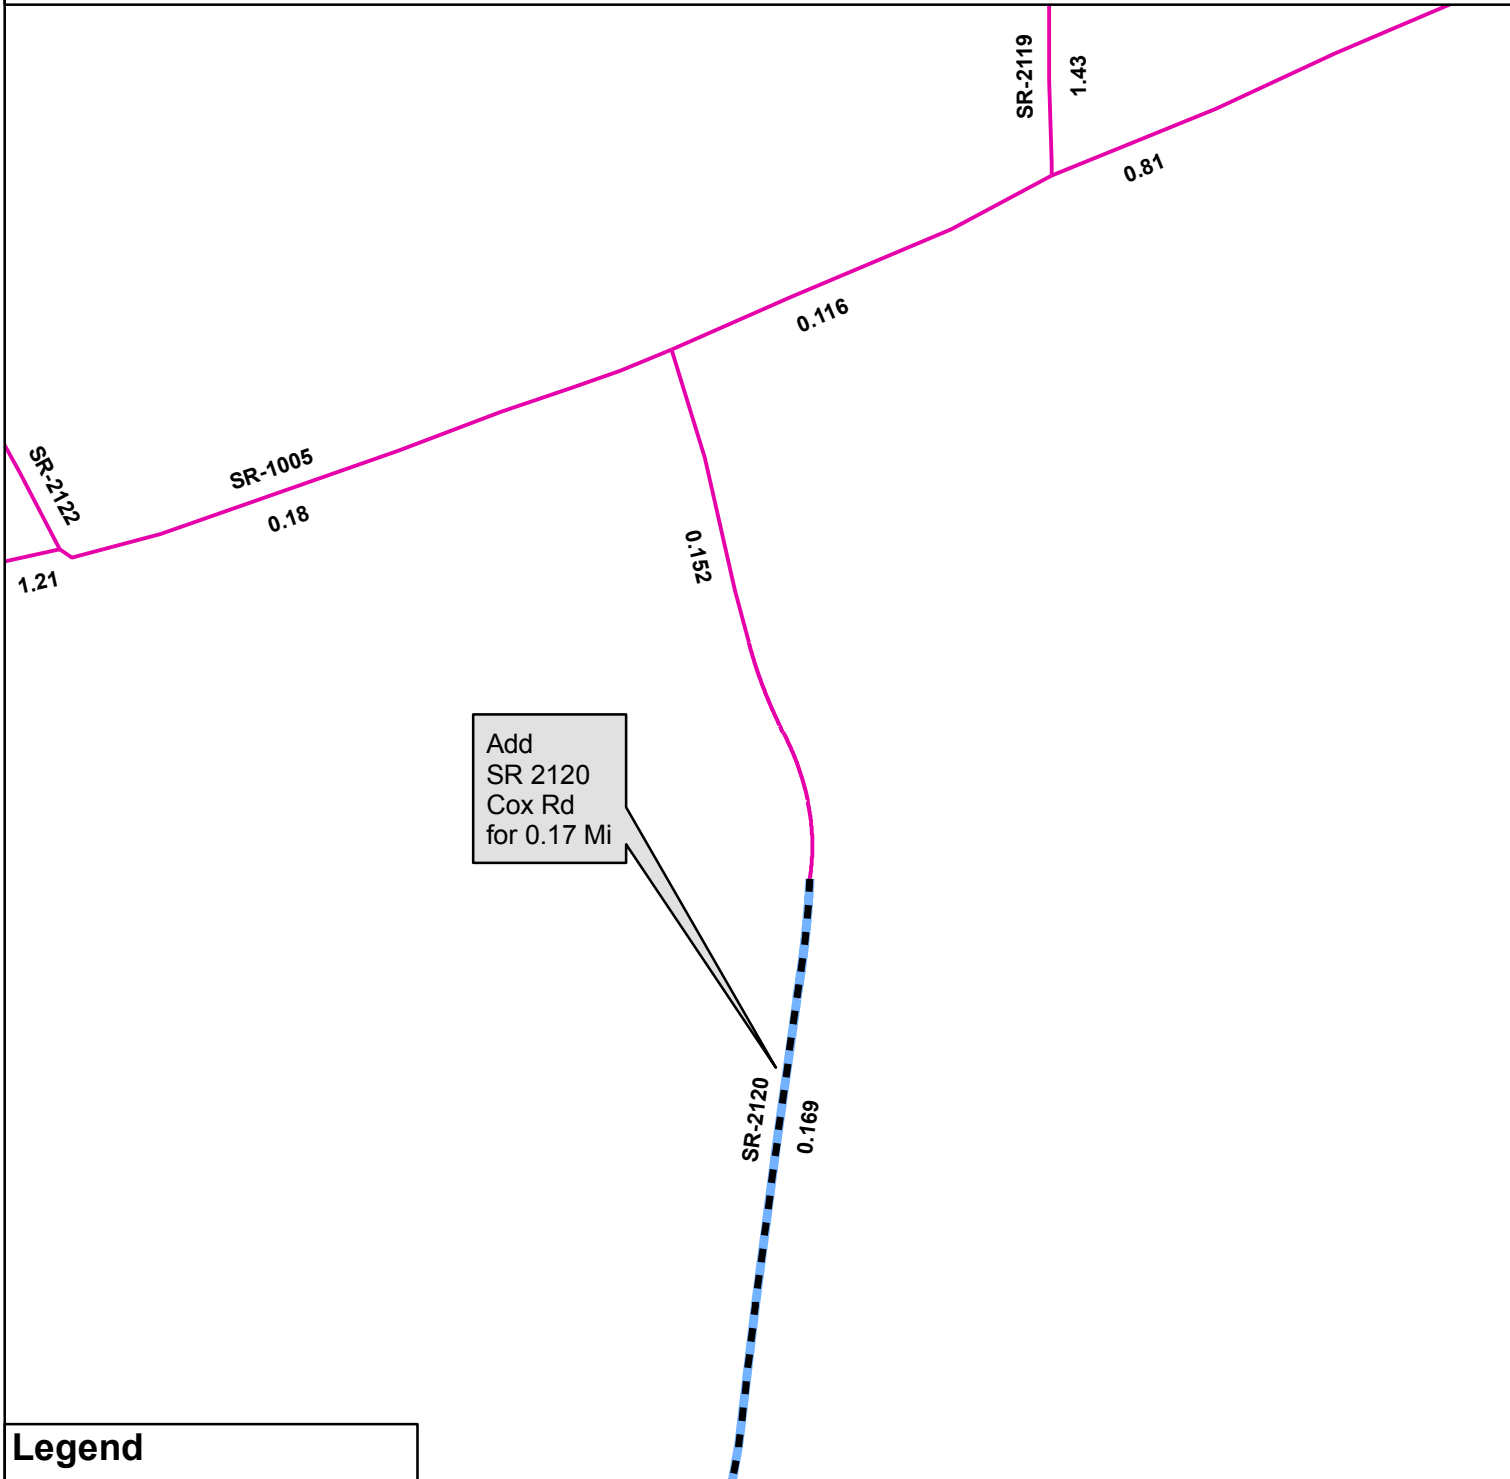 SR-2119
1.43
0.81
0.116
SR-1005
0.18
SR-2122
1.21
0.152
Add
SR 2120
Cox Rd
for 0.17 Mi
SR-2120
0.169
Legend